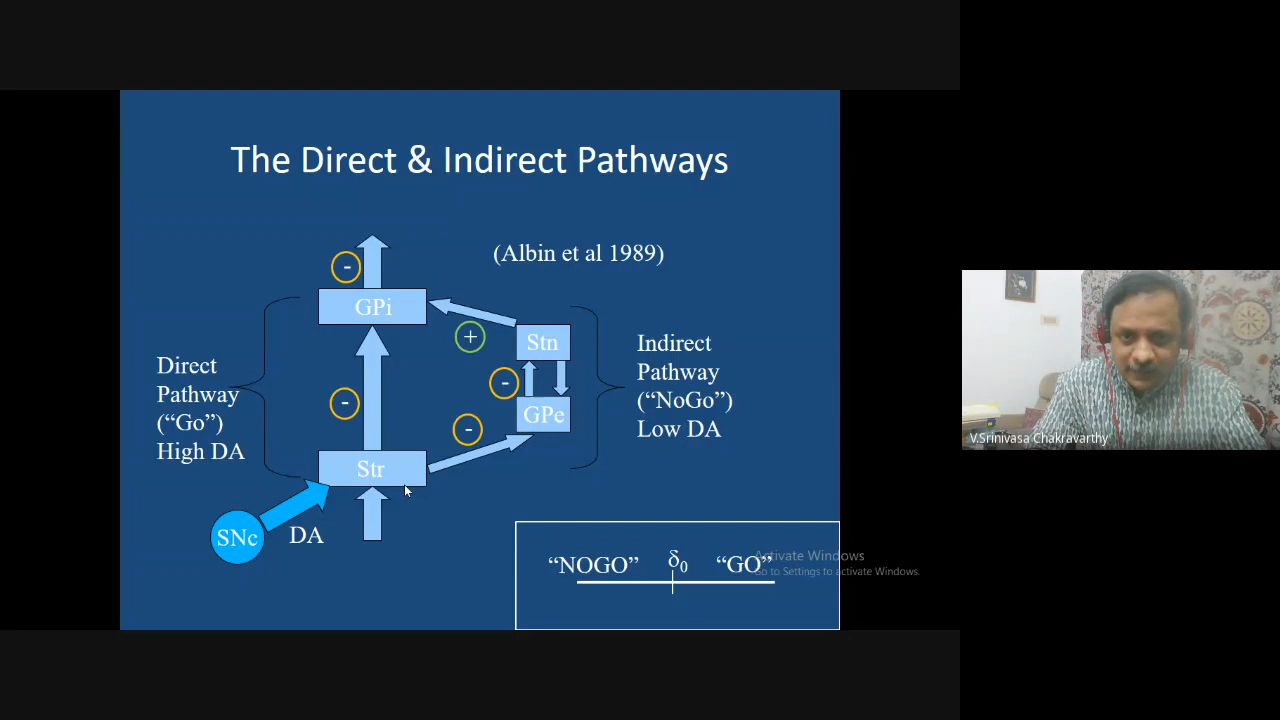 The Direct & Indirect Pathways
(Albin et al 1989)
-
GPi
+
Stn
-
GPe
-
-
Str
Direct
Pathway
(“Go”)
High DA
Indirect
Pathway
(“NoGo”)
Low DA
SNc
DA
“NOGO” δ0 “GO”
Activate Windows
Go to Settings to activate Windows.
V.Srinivasa Chakravarthy